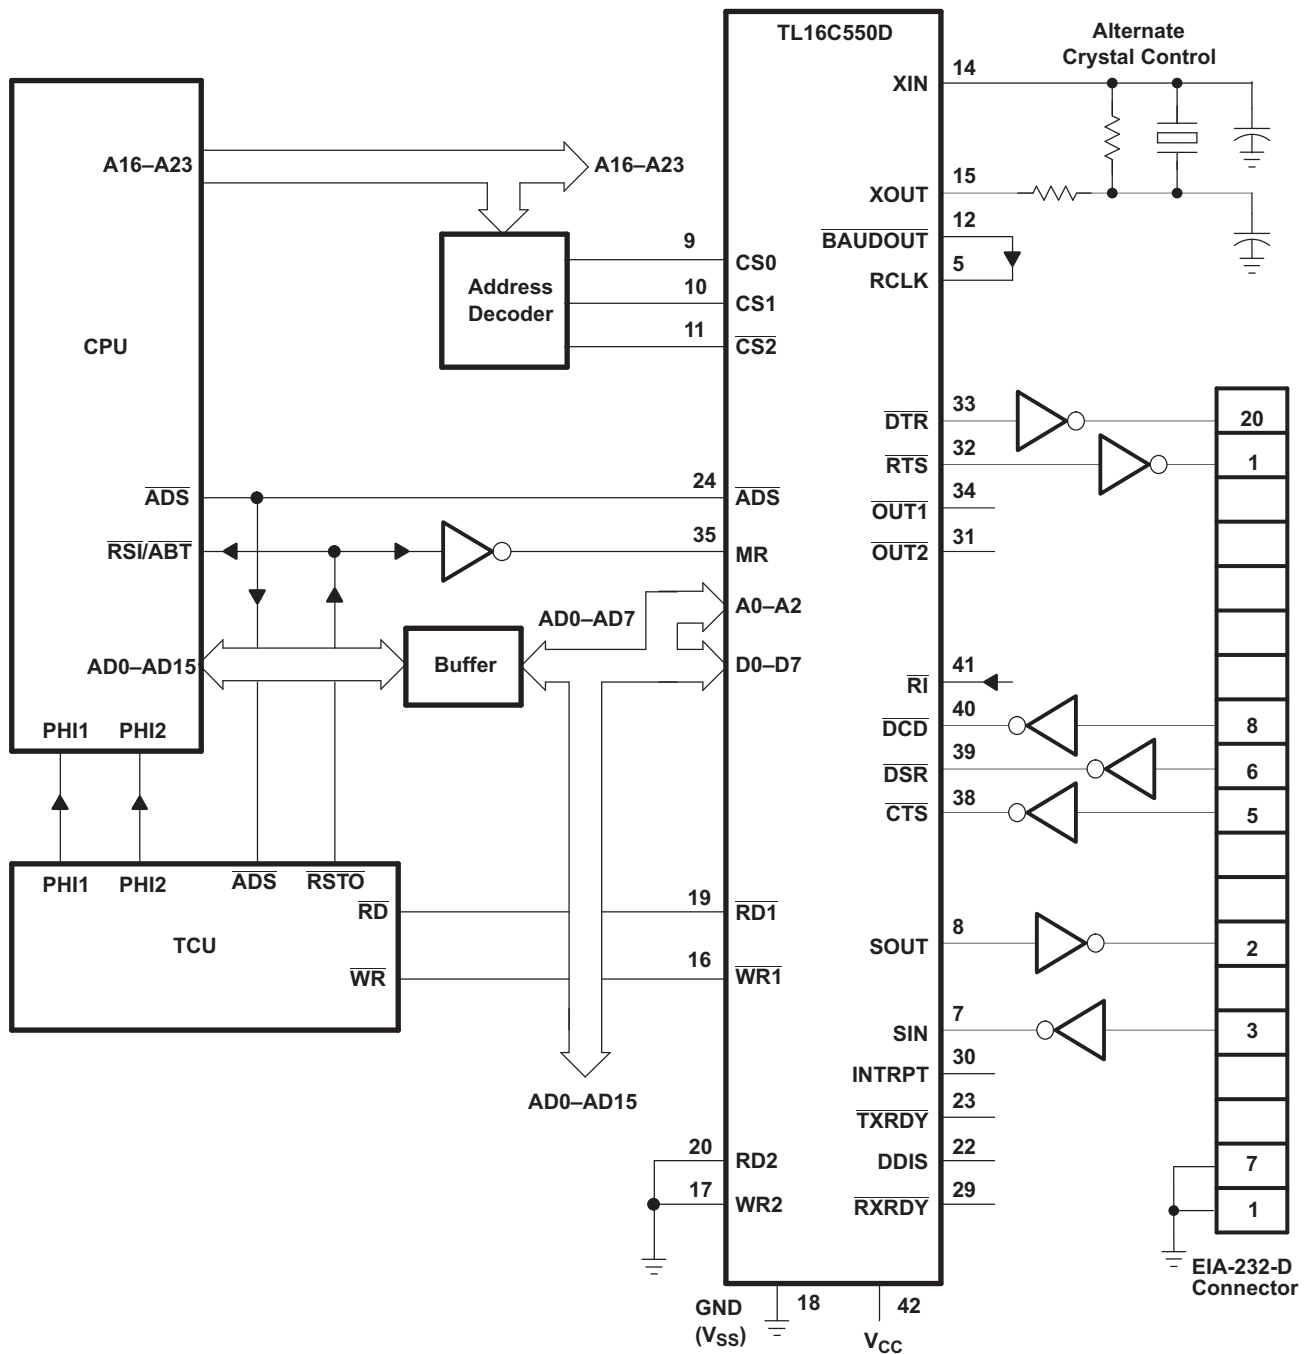 TL16C550D
Alternate
Crystal Control
XIN
14
A16–A23
A16–A23
XOUT
15
BAUDOUT
12
RCLK
5
9
CS0
Address
Decoder
10
CS1
11
CS2
CPU
DTR
33
20
RTS
32
1
ADS
24
ADS
OUT1
34
RSI/ABT
35
MR
OUT2
31
AD0–AD7
A0–A2
AD0–AD15
Buffer
D0–D7
RI
41
PHI1
PHI2
DCD
40
8
DSR
39
6
CTS
38
5
PHI1
PHI2
ADS
RSTO
RD
19
RD1
TCU
SOUT
8
2
WR
16
WR1
SIN
7
3
INTRPT
30
AD0–AD15
TXRDY
23
20
RD2
DDIS
22
7
17
WR2
RXRDY
29
1
EIA-232-D
Connector
GND
(VSS)
18
42
VCC